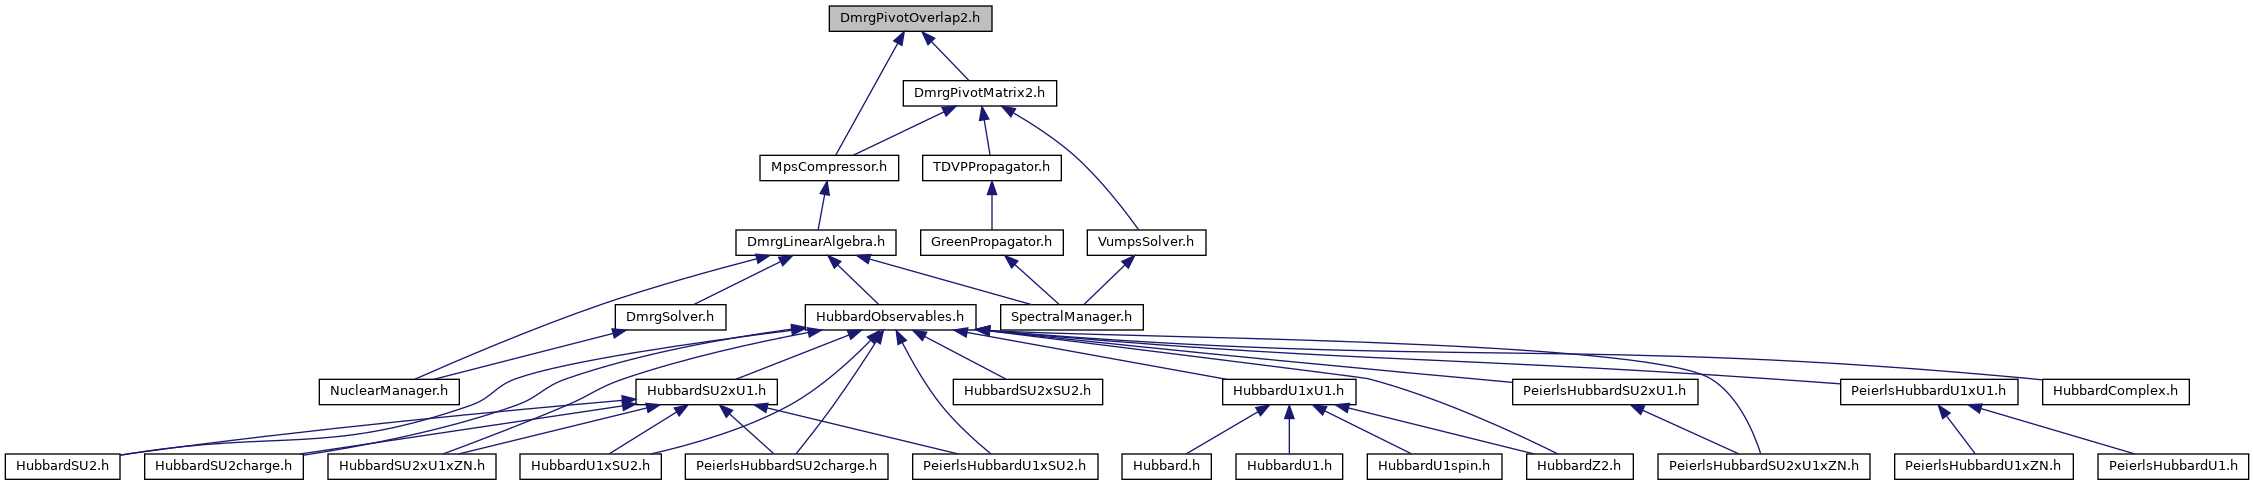 DmrgPivotOverlap2.h
DmrgPivotMatrix2.h
MpsCompressor.h
TDVPPropagator.h
DmrgLinearAlgebra.h
GreenPropagator.h
VumpsSolver.h
DmrgSolver.h
HubbardObservables.h
SpectralManager.h
NuclearManager.h
HubbardSU2xU1.h
HubbardSU2xSU2.h
HubbardU1xU1.h
PeierlsHubbardSU2xU1.h
PeierlsHubbardU1xU1.h
HubbardComplex.h
HubbardSU2.h
HubbardSU2charge.h
HubbardSU2xU1xZN.h
HubbardU1xSU2.h
PeierlsHubbardSU2charge.h
PeierlsHubbardU1xSU2.h
Hubbard.h
HubbardU1.h
HubbardU1spin.h
HubbardZ2.h
PeierlsHubbardSU2xU1xZN.h
PeierlsHubbardU1xZN.h
PeierlsHubbardU1.h